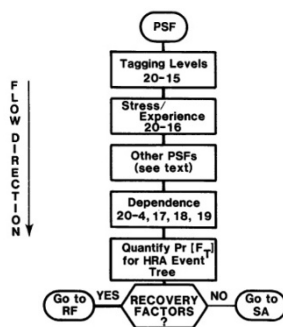 PSF
FLOW DIRECTION
Tagging Levels
20-15
Stress/
Experience
20-16
Other PSFs
(see text)
Dependence
20-4, 17, 18, 19
Quantify Pr [F_T]
for HRA Event
Tree
YES
RECOVERY
FACTORS
?
NO
Go to
RF
Go to
SA